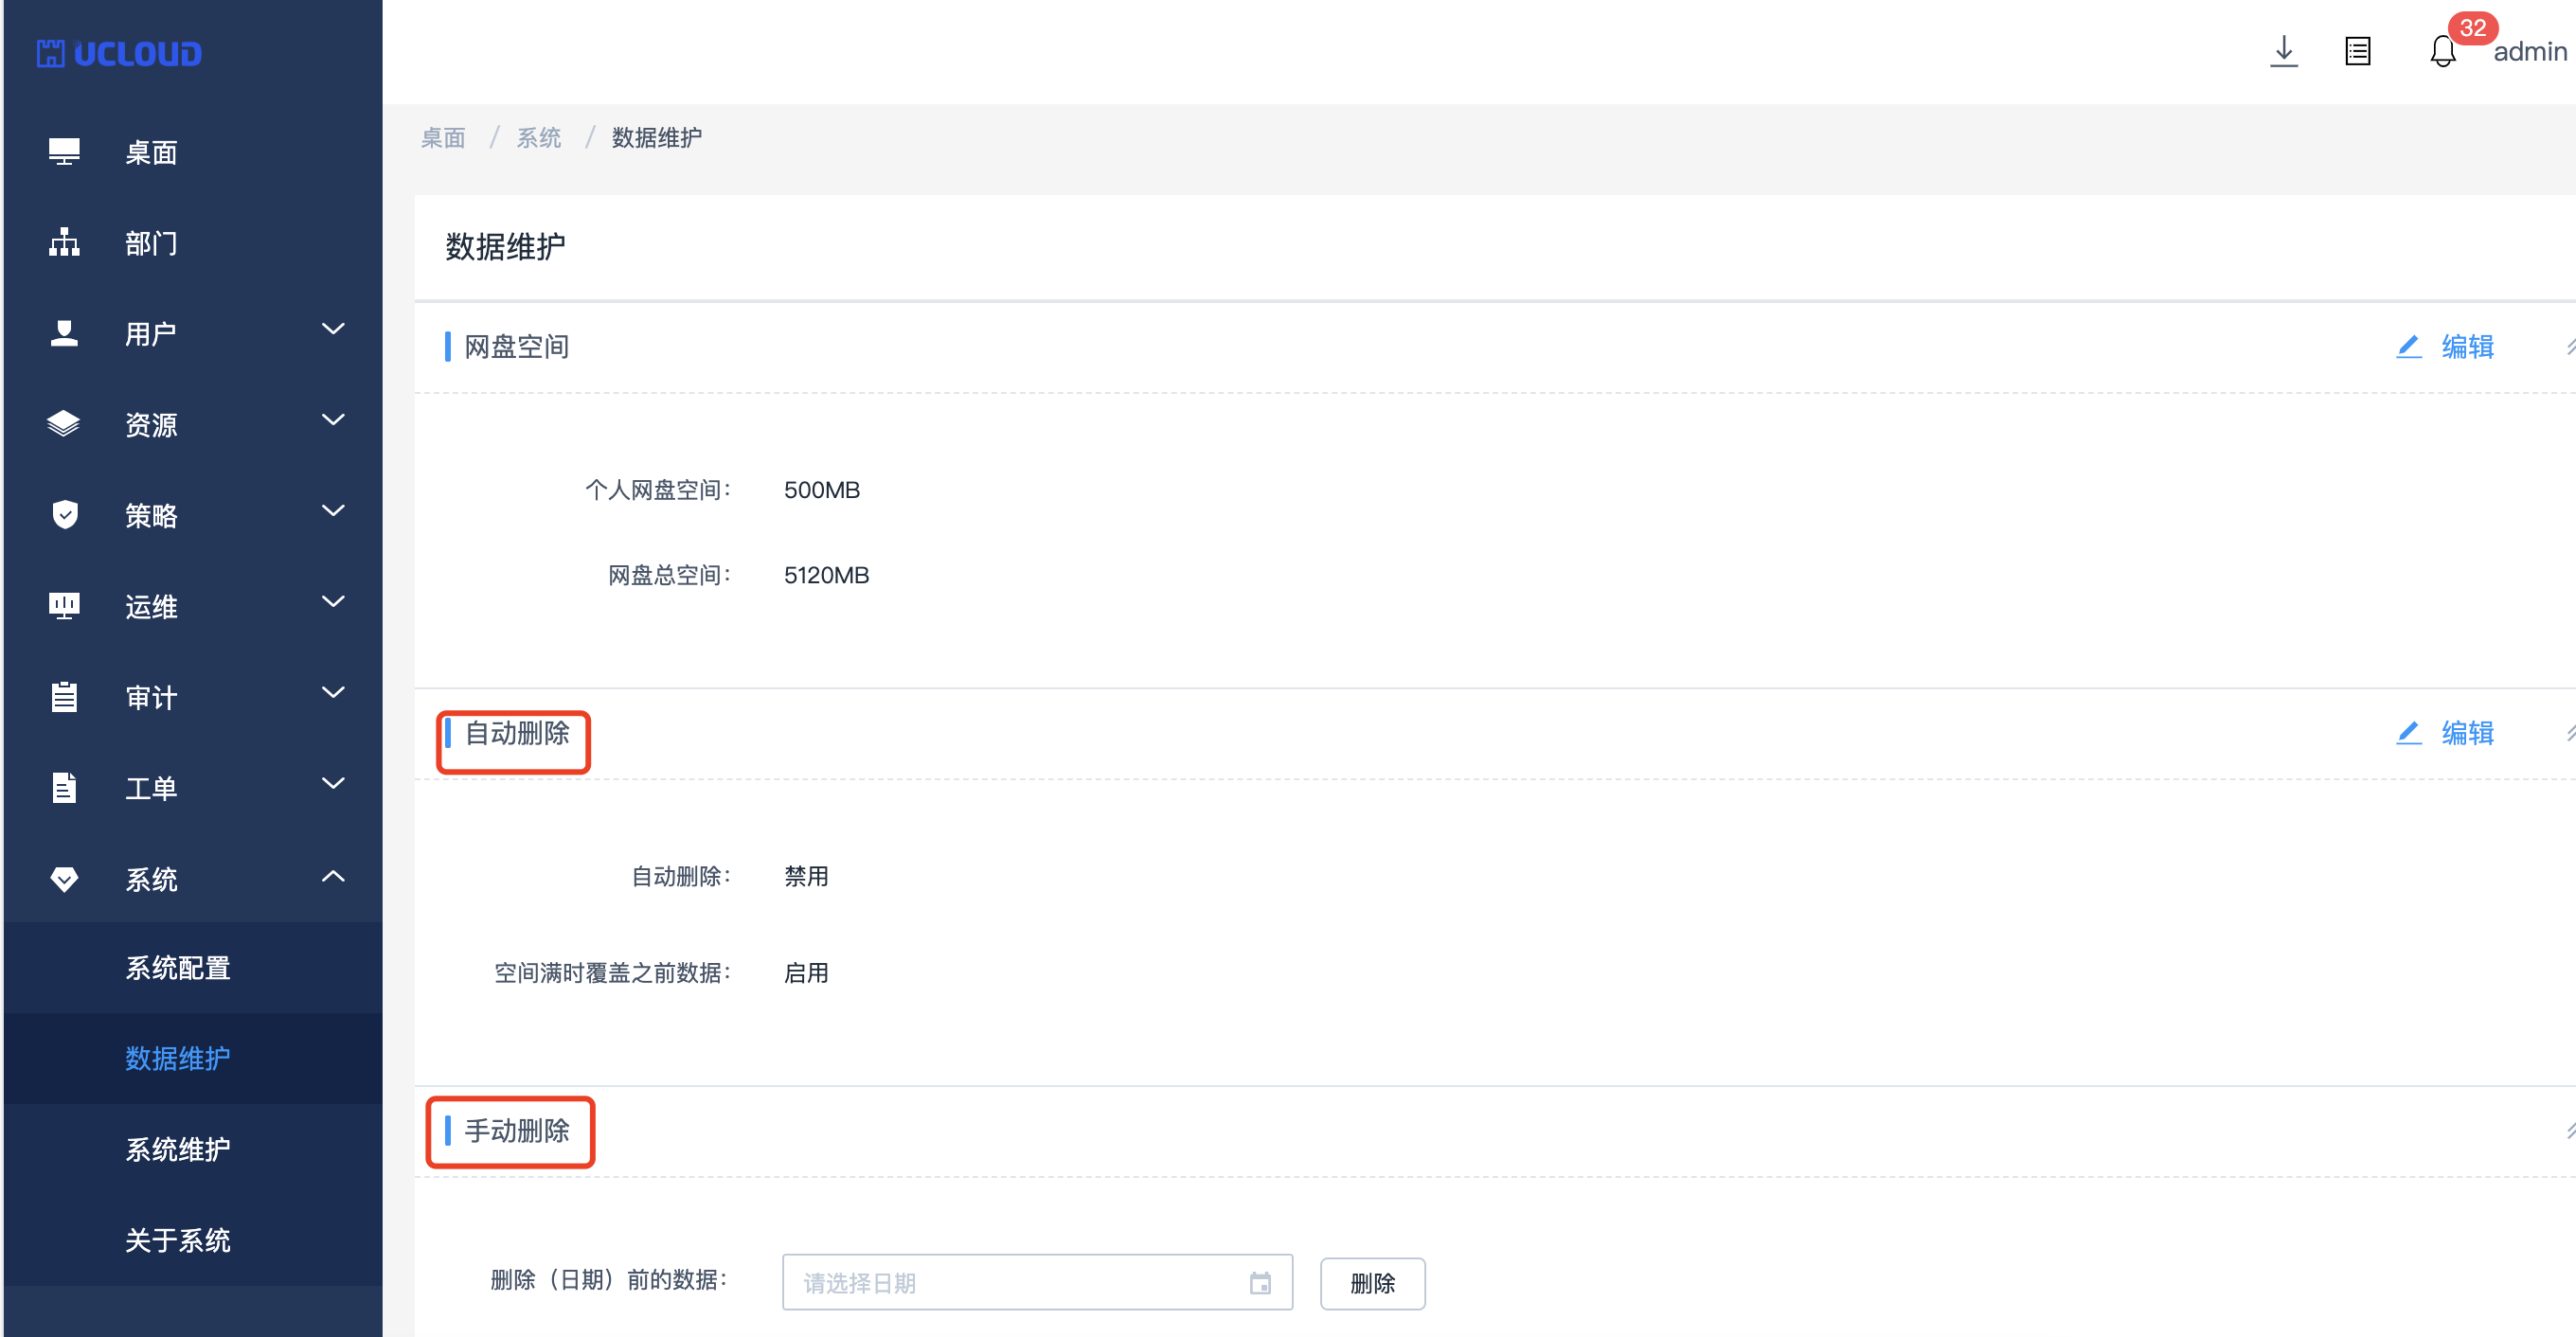 UCLOUD
32
admin
桌面
部门
用户
资源
策略
运维
审计
工单
系统
系统配置
数据维护
系统维护
关于系统
桌面 / 系统 / 数据维护
数据维护
网盘空间
编辑
个人网盘空间： 500MB
网盘总空间： 5120MB
自动删除
编辑
自动删除： 禁用
空间满时覆盖之前数据： 启用
手动删除
删除（日期）前的数据： 请选择日期 删除